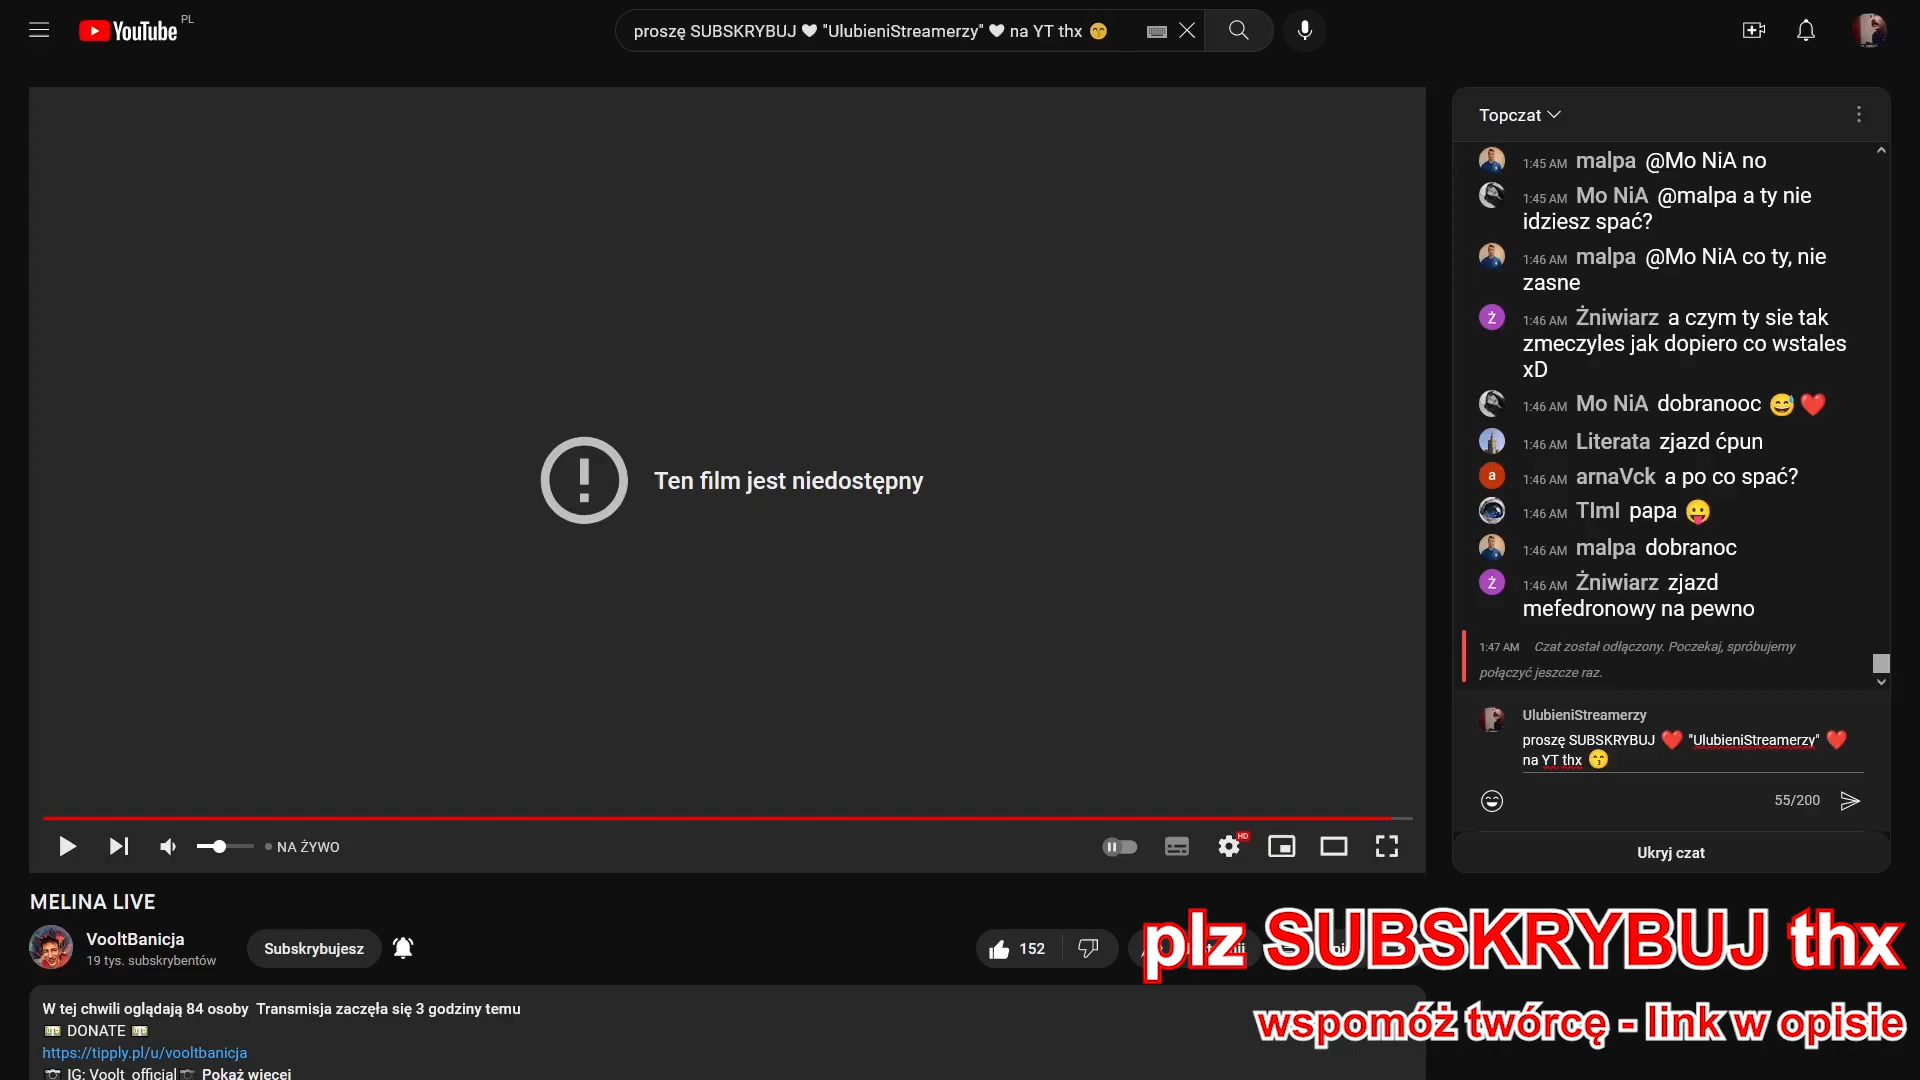 YouTube PL
proszę SUBSKRYBUJ 🤍 "UlubieniStreamerzy" 🤍 na YT thx 😙
Ten film jest niedostępny
NA ŻYWO
HD
Topczat
1:45 AM malpa @Mo NiA no
1:45 AM Mo NiA @malpa a ty nie
idziesz spać?
1:46 AM malpa @Mo NiA co ty, nie
zasne
Ż
1:46 AM Żniwiarz a czym ty sie tak
zmeczyles jak dopiero co wstales
xD
1:46 AM Mo NiA dobranooc 😅❤️
1:46 AM Literata zjazd ćpun
a
1:46 AM arnaVck a po co spać?
1:46 AM TImI papa 😛
1:46 AM malpa dobranoc
Ż
1:46 AM Żniwiarz zjazd
mefedronowy na pewno
1:47 AM Czat został odłączony. Poczekaj, spróbujemy
połączyć jeszcze raz.
UlubieniStreamerzy
proszę SUBSKRYBUJ ❤️ "UlubieniStreamerzy" ❤️
na YT thx 😙
55/200
Ukryj czat
MELINA LIVE
VooltBanicja
19 tys. subskrybentów
Subskrybujesz
152
plz SUBSKRYBUJ thx
wspomóż twórcę - link w opisie
W tej chwili oglądają 84 osoby Transmisja zaczęła się 3 godziny temu
💵 DONATE 💵
https://tipply.pl/u/vooltbanicja
📷 IG: Voolt_official 📷 Pokaż więcej